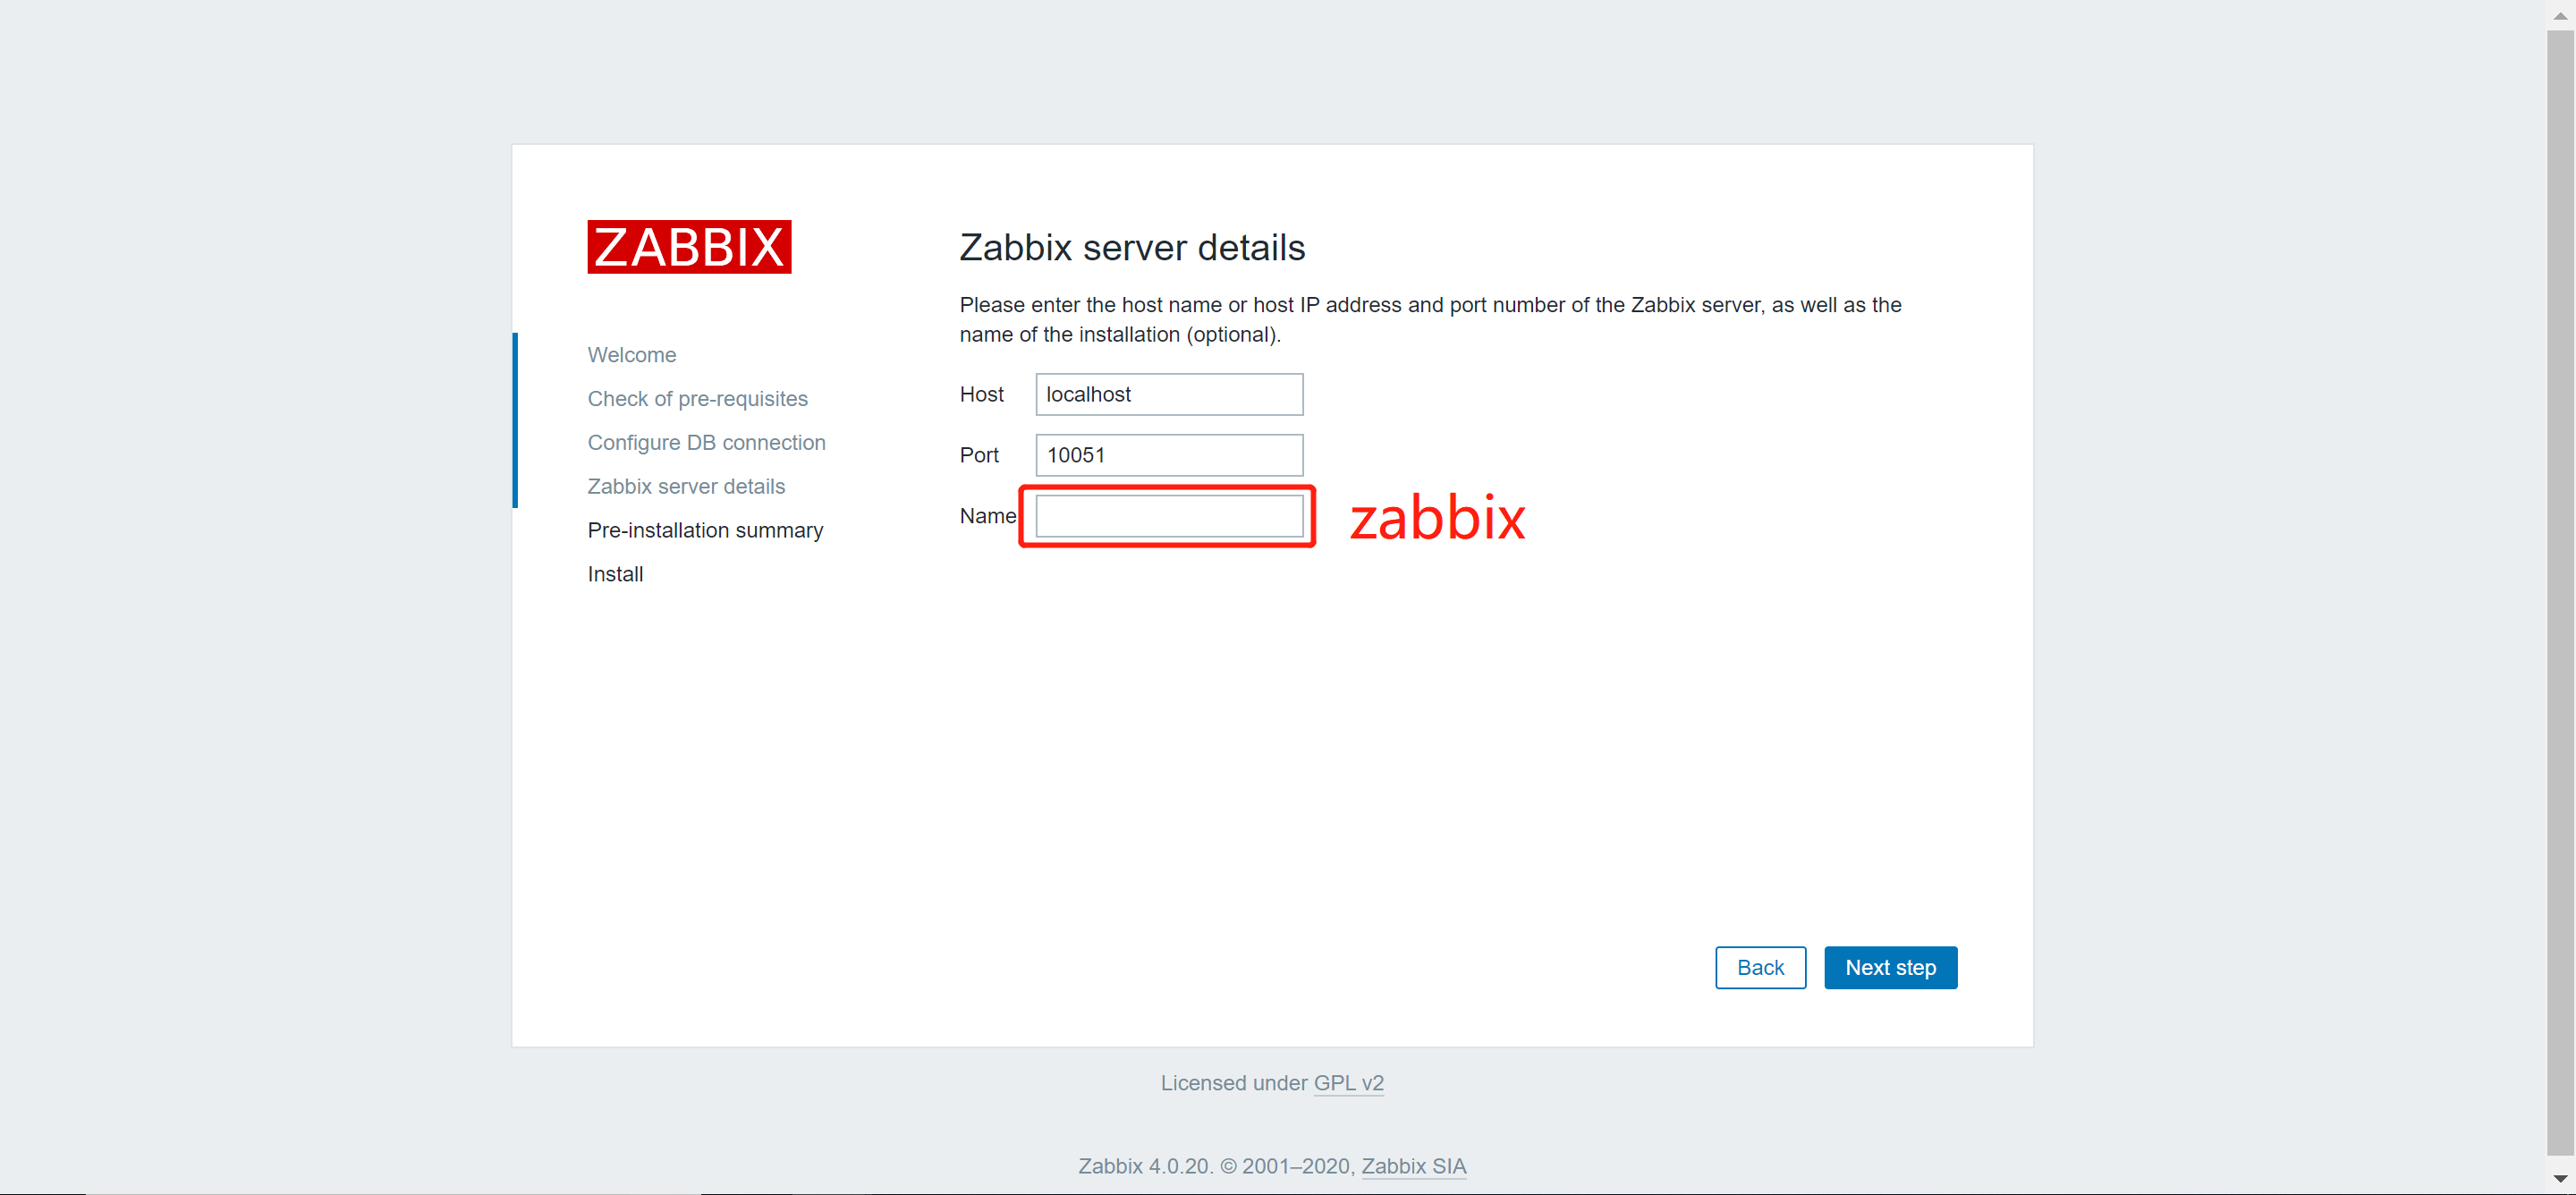 ZABBIX
Welcome
Check of pre-requisites
Configure DB connection
Zabbix server details
Pre-installation summary
Install
Zabbix server details
Please enter the host name or host IP address and port number of the Zabbix server, as well as the
name of the installation (optional).
Host localhost
Port 10051
Name zabbix
Back Next step
Licensed under GPL v2
Zabbix 4.0.20. © 2001–2020, Zabbix SIA